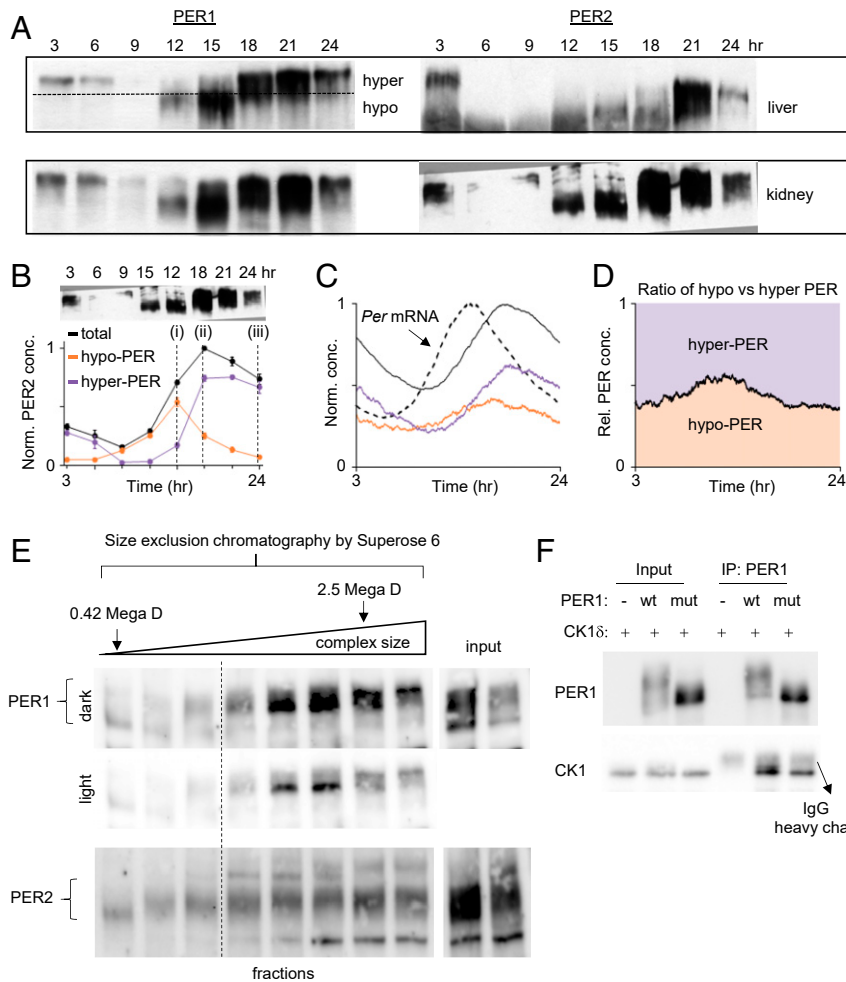 A
PER1
PER2
3 6 9 12 15 18 21 24
3 6 9 12 15 18 21 24 hr
hyper
hypo
liver
kidney
B
3 6 9 15 12 18 21 24 hr
total
hypo-PER
hyper-PER
(i) (ii) (iii)
Norm. PER2 conc.
1
0
3 24
Time (hr)
C
Per mRNA
Norm. conc.
1
0
3 24
Time (hr)
D
Ratio of hypo vs hyper PER
hyper-PER
hypo-PER
Rel. PER conc.
1
0
3 24
Time (hr)
E
Size exclusion chromatography by Superose 6
0.42 Mega D
2.5 Mega D
complex size
input
PER1
dark
light
PER2
fractions
F
Input IP: PER1
PER1: - wt mut - wt mut
CK1δ: + + + + + +
PER1
CK1
IgG
heavy cha